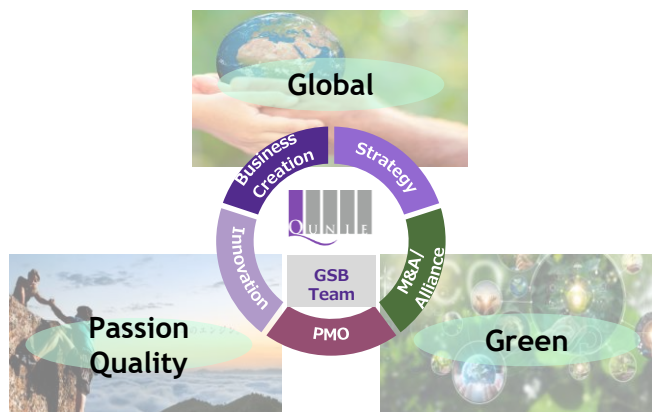 Global
Business
Creation
Strategy
Innovation
QUNIE
M&A/
Alliance
GSB
Team
PMO
Passion
Quality
Green